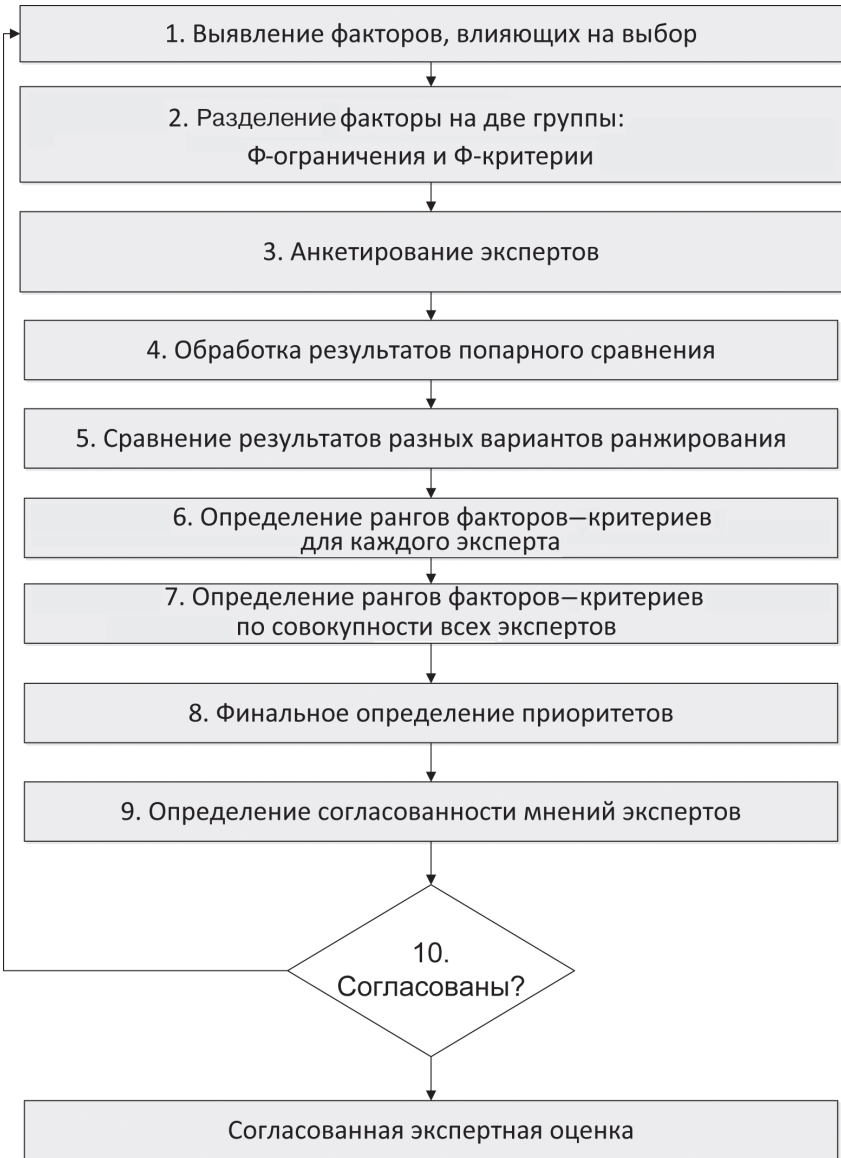 1. Выявление факторов, влияющих на выбор
2. Разделение факторы на две группы:
Ф-ограничения и Ф-критерии
3. Анкетирование экспертов
4. Обработка результатов попарного сравнения
5. Сравнение результатов разных вариантов ранжирования
6. Определение рангов факторов—критериев
для каждого эксперта
7. Определение рангов факторов—критериев
по совокупности всех экспертов
8. Финальное определение приоритетов
9. Определение согласованности мнений экспертов
10.
Согласованы?
Согласованная экспертная оценка